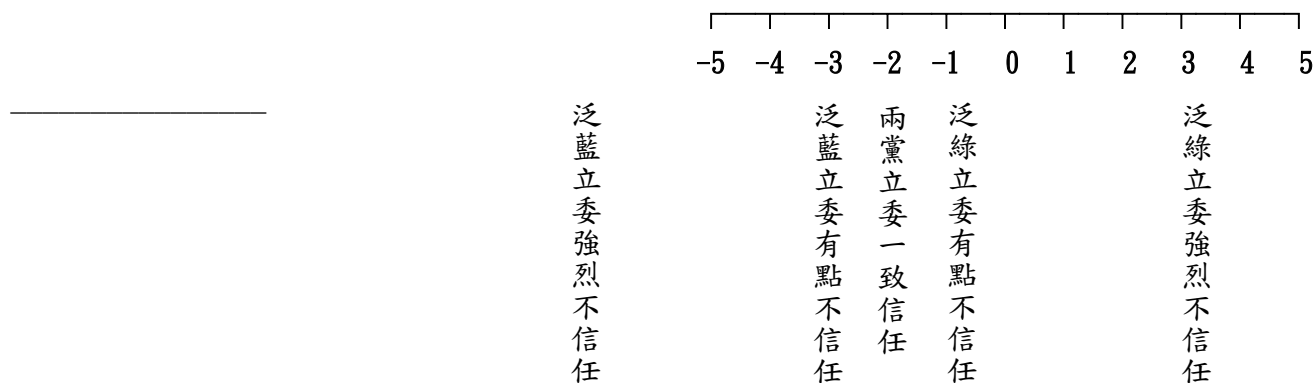 -5 -4 -3 -2 -1 0 1 2 3 4 5
泛藍立委強烈不信任
泛藍立委有點不信任
兩黨立委一致信任
泛綠立委有點不信任
泛綠立委強烈不信任